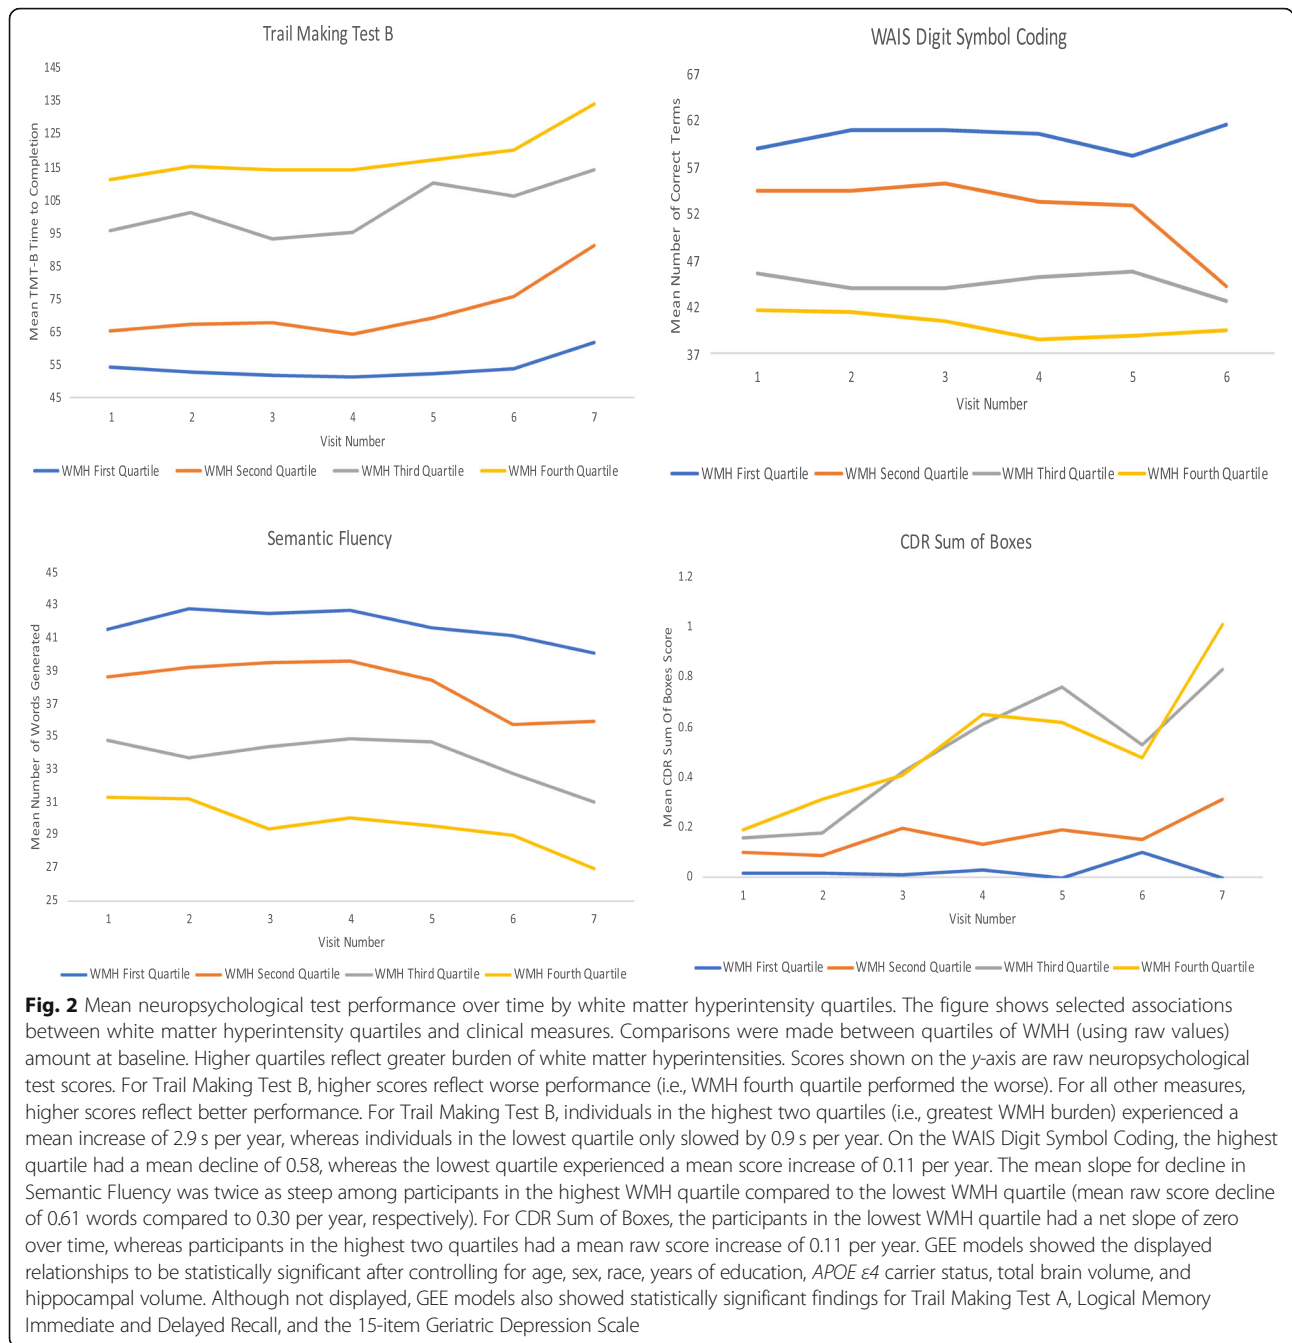 Trail Making Test B
Mean TMT-B Time to Completion
145
135
125
115
105
95
85
75
65
55
45
1 2 3 4 5 6 7
Visit Number
WMH First Quartile WMH Second Quartile WMH Third Quartile WMH Fourth Quartile
WAIS Digit Symbol Coding
Mean Number of Correct Terms
67
62
57
52
47
42
37
1 2 3 4 5 6
Visit Number
WMH First Quartile WMH Second Quartile WMH Third Quartile WMH Fourth Quartile
Semantic Fluency
Mean Number of Words Generated
45
43
41
39
37
35
33
31
29
27
25
1 2 3 4 5 6 7
Visit Number
WMH First Quartile WMH Second Quartile WMH Third Quartile WMH Fourth Quartile
CDR Sum of Boxes
Mean CDR Sum Of Boxes Score
1.2
1
0.8
0.6
0.4
0.2
0
1 2 3 4 5 6 7
Visit Number
WMH First Quartile WMH Second Quartile WMH Third Quartile WMH Fourth Quartile
Fig. 2 Mean neuropsychological test performance over time by white matter hyperintensity quartiles. The figure shows selected associations
between white matter hyperintensity quartiles and clinical measures. Comparisons were made between quartiles of WMH (using raw values)
amount at baseline. Higher quartiles reflect greater burden of white matter hyperintensities. Scores shown on the y-axis are raw neuropsychological
test scores. For Trail Making Test B, higher scores reflect worse performance (i.e., WMH fourth quartile performed the worse). For all other measures,
higher scores reflect better performance. For Trail Making Test B, individuals in the highest two quartiles (i.e., greatest WMH burden) experienced a
mean increase of 2.9 s per year, whereas individuals in the lowest quartile only slowed by 0.9 s per year. On the WAIS Digit Symbol Coding, the highest
quartile had a mean decline of 0.58, whereas the lowest quartile experienced a mean score increase of 0.11 per year. The mean slope for decline in
Semantic Fluency was twice as steep among participants in the highest WMH quartile compared to the lowest WMH quartile (mean raw score decline
of 0.61 words compared to 0.30 per year, respectively). For CDR Sum of Boxes, the participants in the lowest WMH quartile had a net slope of zero
over time, whereas participants in the highest two quartiles had a mean raw score increase of 0.11 per year. GEE models showed the displayed
relationships to be statistically significant after controlling for age, sex, race, years of education, APOE ε4 carrier status, total brain volume, and
hippocampal volume. Although not displayed, GEE models also showed statistically significant findings for Trail Making Test A, Logical Memory
Immediate and Delayed Recall, and the 15-item Geriatric Depression Scale